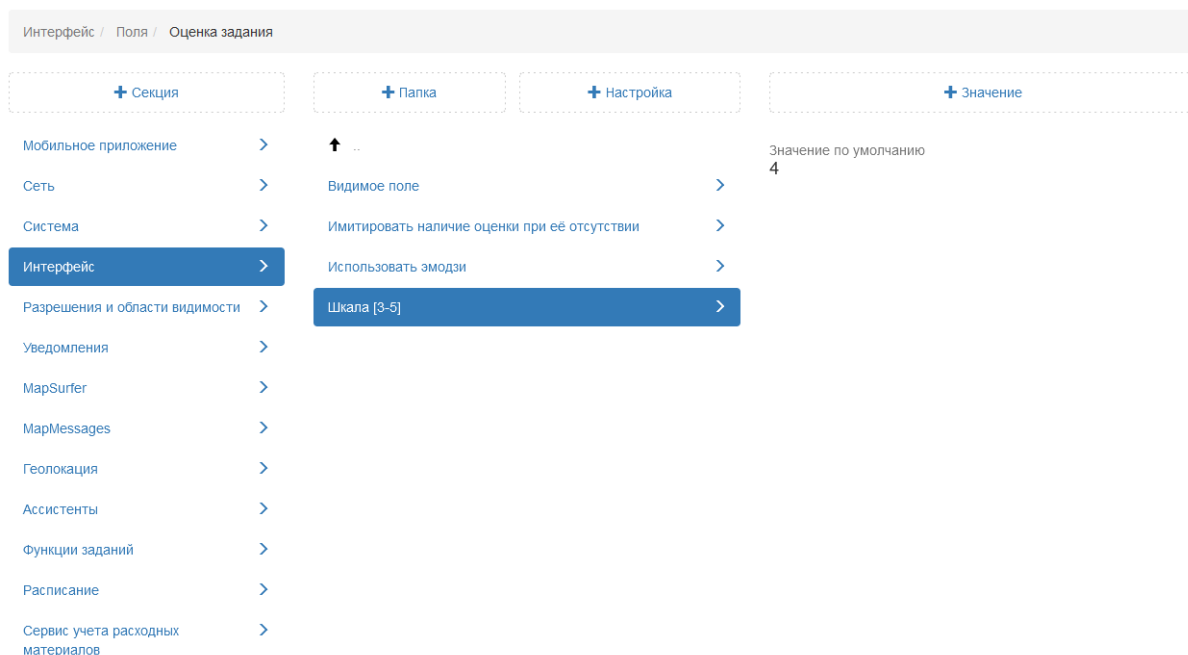 Интерфейс / Поля / Оценка задания
+ Секция
+ Папка
+ Настройка
+ Значение
Мобильное приложение
Сеть
Система
Интерфейс
Разрешения и области видимости
Уведомления
MapSurfer
MapMessages
Геолокация
Ассистенты
Функции заданий
Расписание
Сервис учета расходных
материалов
..
Видимое поле
Имитировать наличие оценки при её отсутствии
Использовать эмодзи
Шкала [3-5]
Значение по умолчанию
4